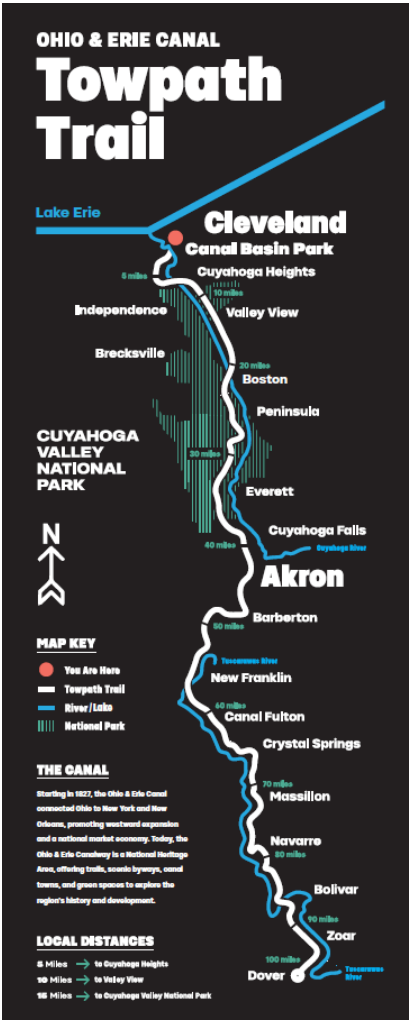 OHIO & ERIE CANAL
Towpath
Trail
Lake Erie
Cleveland
Canal Basin Park
Cuyahoga Heights
5 miles
10 miles
Independence
Valley View
Brecksville
20 miles
Boston
Peninsula
CUYAHOGA
VALLEY
NATIONAL
PARK
30 miles
Everett
N
Cuyahoga Falls
40 miles
Cuyahoga River
Akron
Barberton
50 miles
MAP KEY
You Are Here
Towpath Trail
River/Lake
National Park
Tuscarawas River
New Franklin
60 miles
Canal Fulton
Crystal Springs
THE CANAL
Starting in 1827, the Ohio & Erie Canal
connected Ohio to New York and New
Orleans, promoting westward expansion
and a national market economy. Today, the
Ohio & Erie Canalway is a National Heritage
Area, offering trails, scenic byways, canal
towns, and green spaces to explore the
region's history and development.
70 miles
Massillon
Navarre
80 miles
Bolivar
90 miles
Zoar
LOCAL DISTANCES
5 Miles → to Cuyahoga Heights
10 Miles → to Valley View
15 Miles → to Cuyahoga Valley National Park
100 miles
Dover
Tuscarawas
River